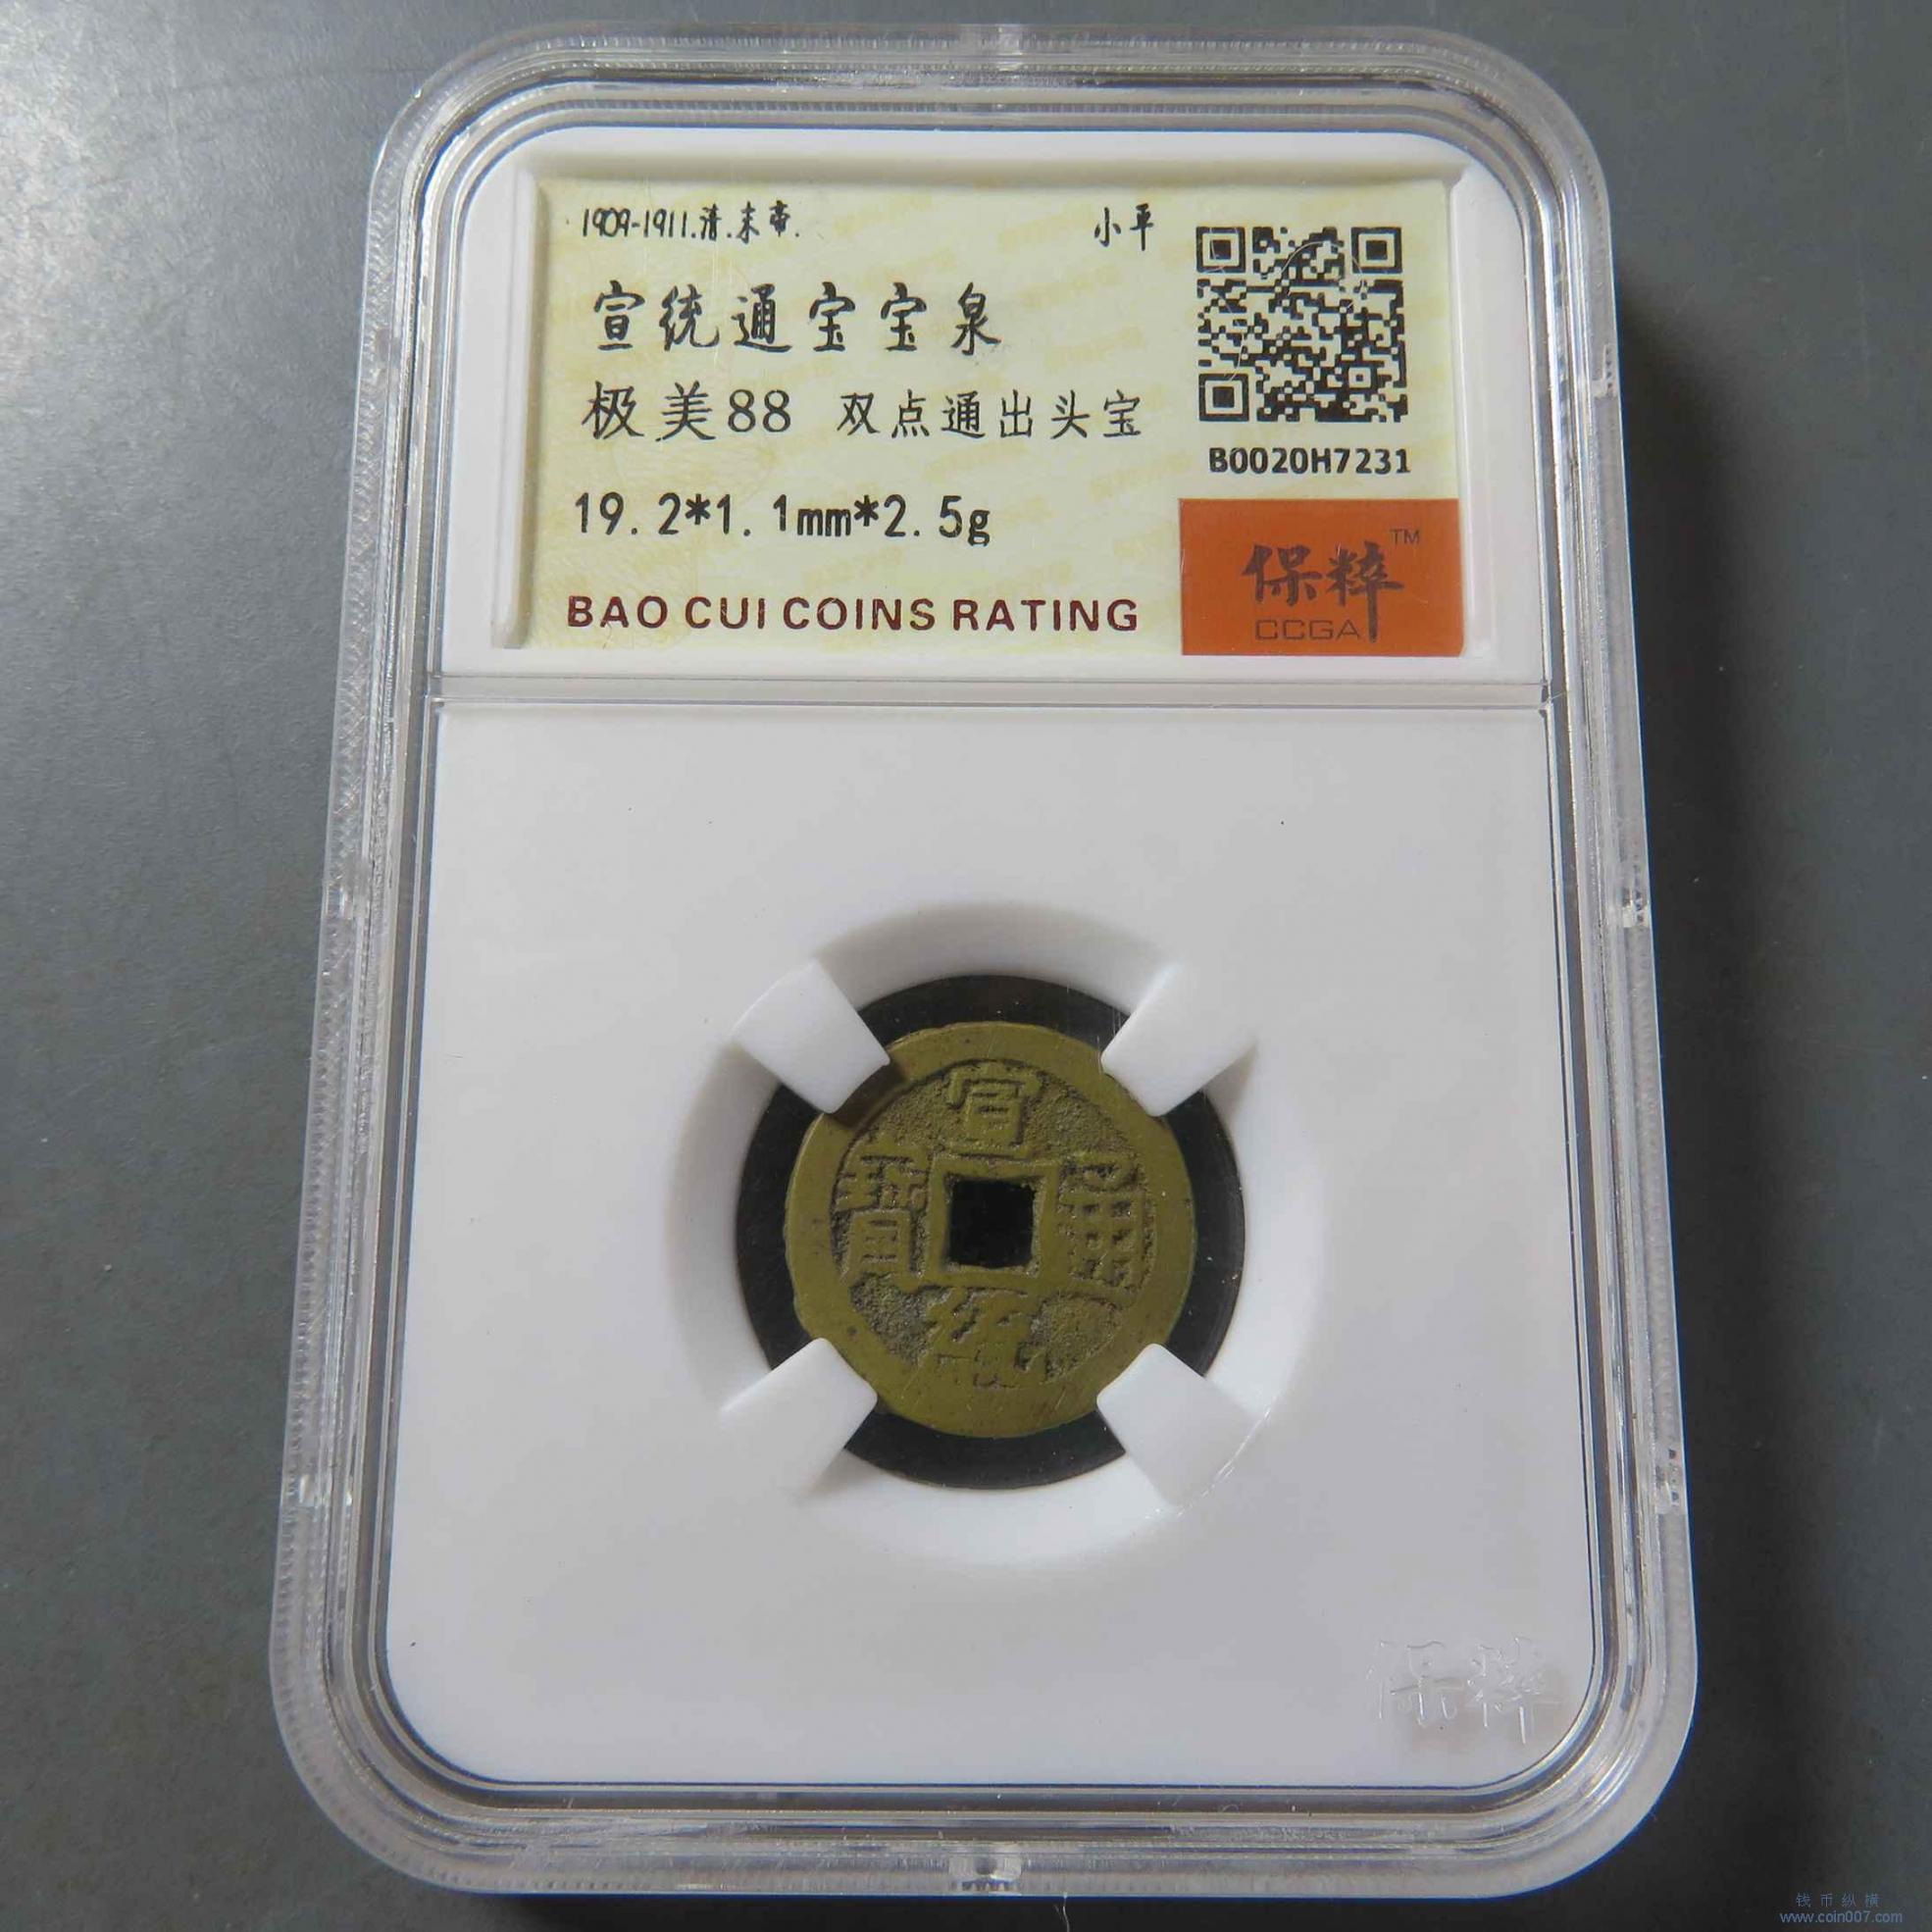 1909-1911.清.末帝.
小平
宣统通宝宝泉
极美88 双点通出头宝
B0020H7231
19.2*1.1mm*2.5g
保粹™
CCGA
BAO CUI COINS RATING
宣
寳 通
統
保粹
钱币纵横
www.coin007.com